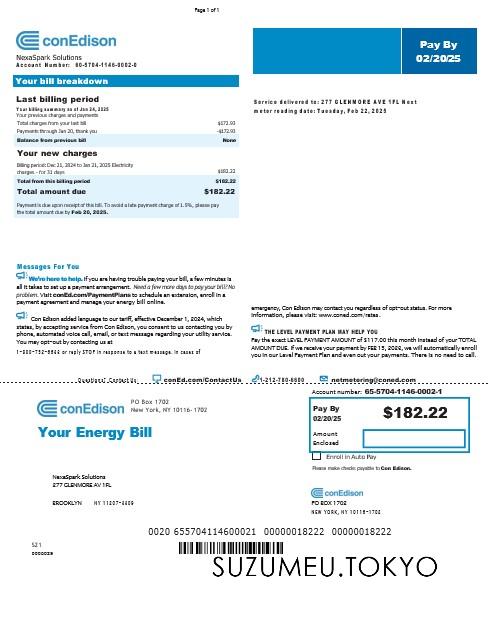 Page 1 of 1
conEdison
NexaSpark Solutions
Account Number: 60-5704-1146-0002-0
Pay By
02/20/25
Your bill breakdown
Last billing period
Your billing summary as of Jan 24, 2025
Your previous charges and payments
Total charges from your last bill $172.93
Payments through Jan 20, thank you -$172.93
Balance from previous bill None
Your new charges
Billing period: Dec 21, 2024 to Jan 21, 2025 Electricity
charges - for 31 days $182.22
Total from this billing period $182.22
Total amount due $182.22
Payment is due upon receipt of this bill. To avoid a late payment charge of 1.5%, please pay
the total amount due by Feb 20, 2025.
Service delivered to: 277 GLENMORE AVE 1FL Next
meter reading date: Tuesday, Feb 22, 2025
Messages For You
We're here to help. If you are having trouble paying your bill, a few minutes is
all it takes to set up a payment arrangement. Need a few more days to pay your bill? No
problem. Visit conEd.com/PaymentPlans to schedule an extension, enroll in a
payment agreement and manage your energy bill online.
Con Edison added language to our tariff, effective December 1, 2024, which
states, by accepting service from Con Edison, you consent to us contacting you by
phone, automated voice call, email, or text message regarding your utility service.
You may opt-out by contacting us at
reply STOP in response to a text message. In cases of
emergency, Con Edison may contact you regardless of opt-out status. For more
information, please visit: www.coned.com/rates.
THE LEVEL PAYMENT PLAN MAY HELP YOU
Pay the exact LEVEL PAYMENT AMOUNT of $117.00 this month instead of your TOTAL
AMOUNT DUE. If we receive your payment by FEB 15, 2026, we will automatically enroll
you in our Level Payment Plan and even out your payments. There is no need to call.
Questions? Contact Us conEd.com/ContactUs 1-212-780-6600 netmetering@coned.com
conEdison
PO Box 1702
New York, NY 10116-1702
Your Energy Bill
Account number: 65-5704-1146-0002-1
Pay By
02/20/25
$182.22
Amount
Enclosed
Enroll in Auto Pay
Please make checks payable to Con Edison.
NexaSpark Solutions
277 GLENMORE AV 1FL
BROOKLYN NY 11207-3309
conEdison
PO BOX 1702
NEW YORK, NY 10116-1702
0020 655704114600021 00000018222 00000018222
521
SUZUMEU.TOKYO